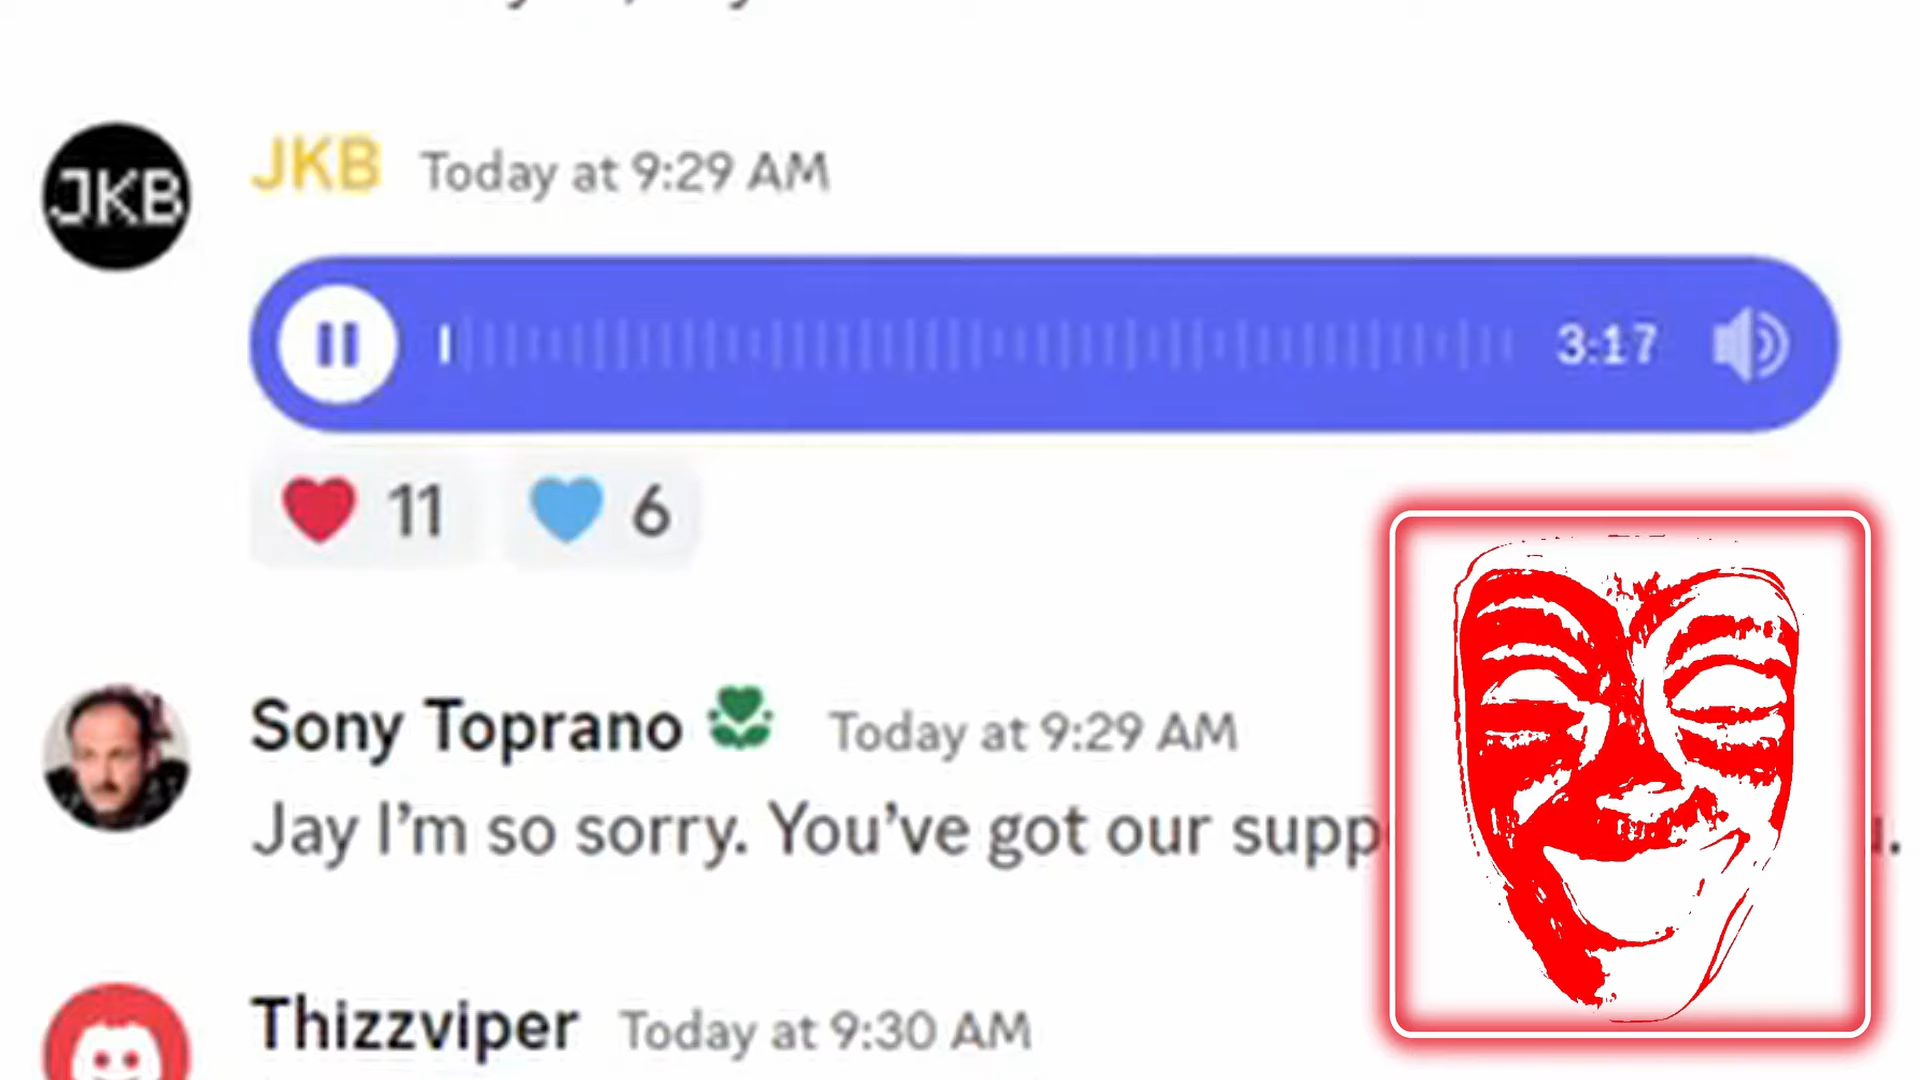 JKB
JKB Today at 9:29 AM
3:17
11 6
Sony Toprano Today at 9:29 AM
Jay I’m so sorry. You’ve got our
Thizzviper Today at 9:30 AM